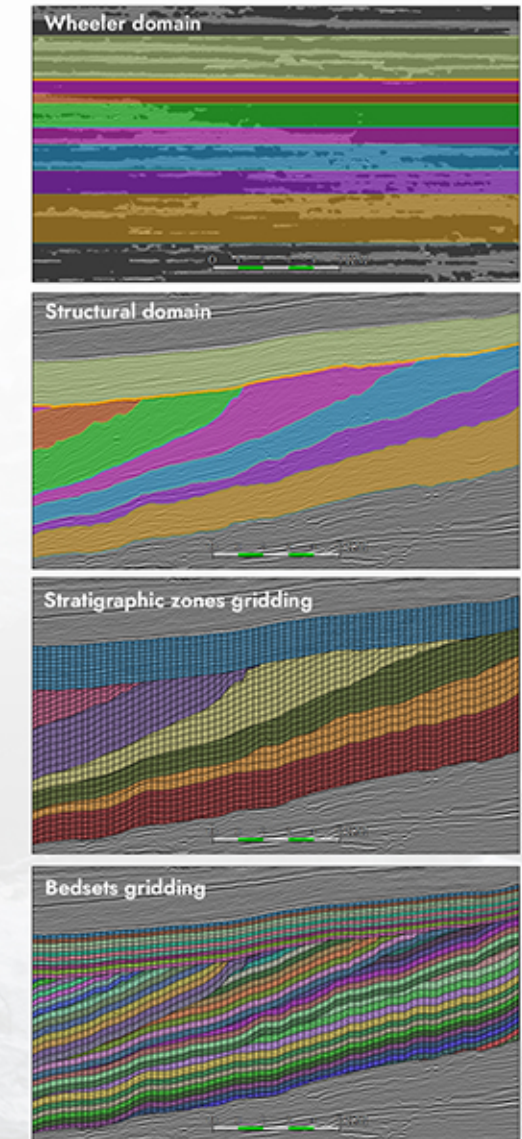 Wheeler domain
Structural domain
Stratigraphic zones gridding
Bedsets gridding